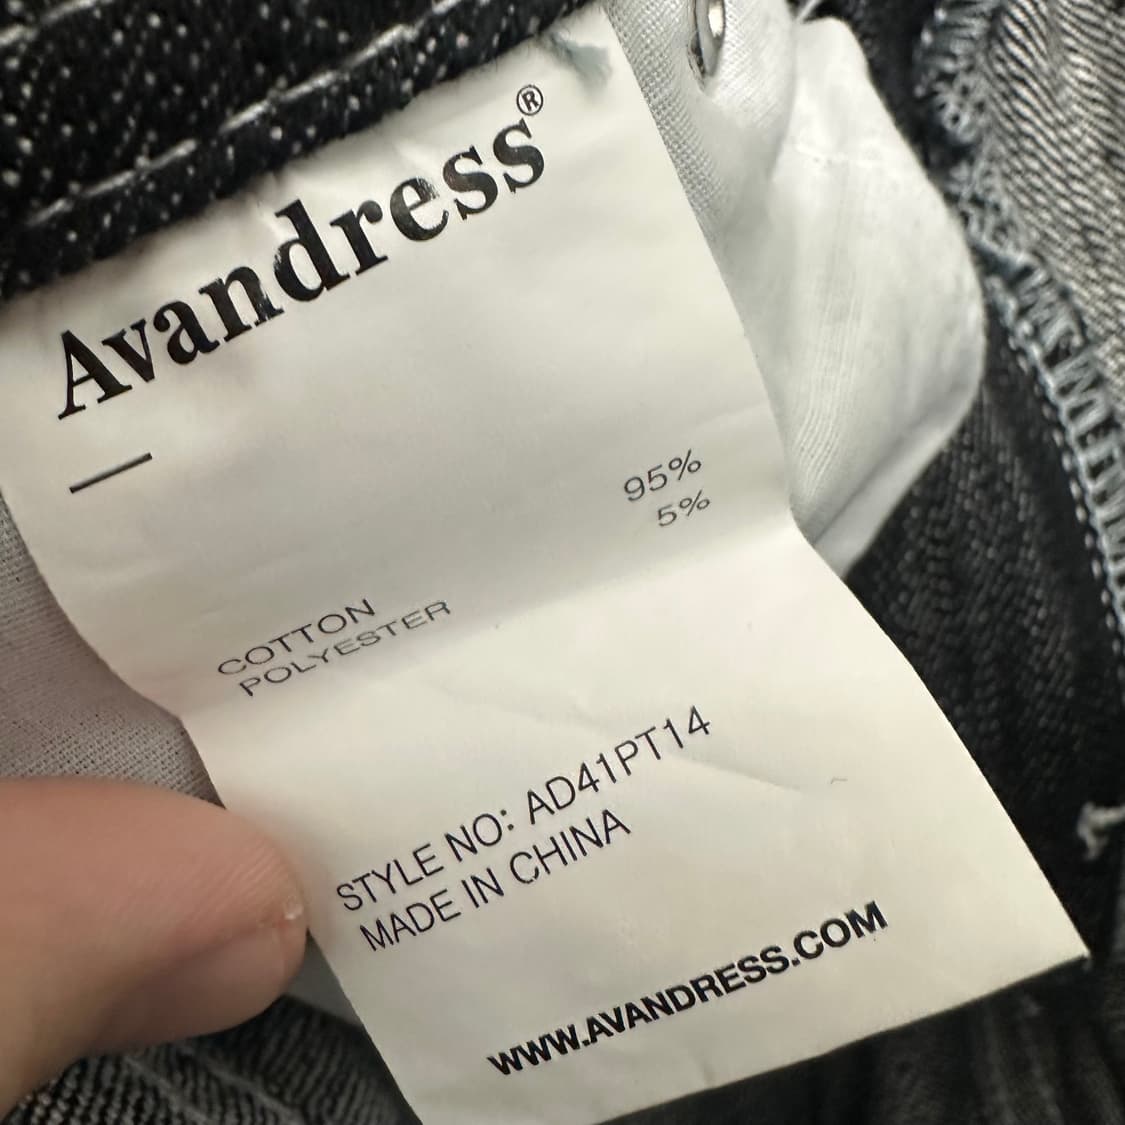 Avandress®
95%
5%
COTTON
POLYESTER
STYLE NO: AD41PT14
MADE IN CHINA
WWW.AVANDRESS.COM